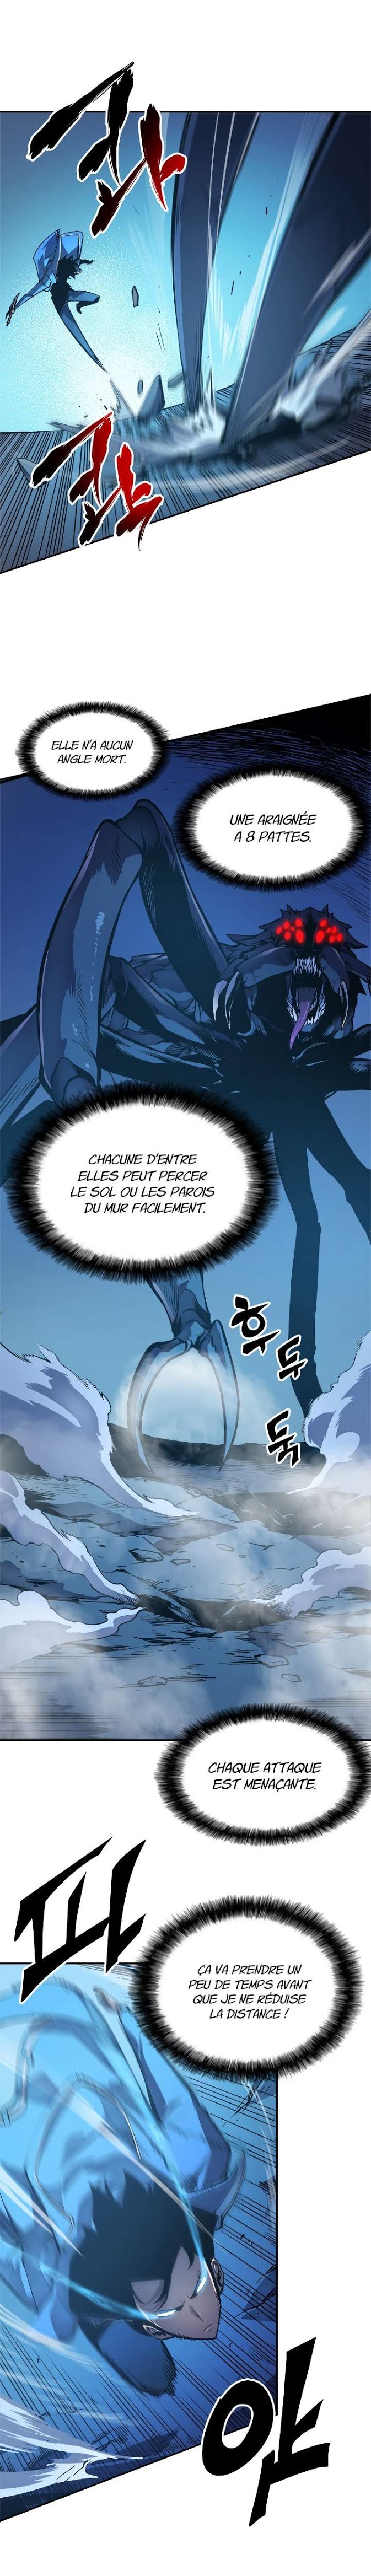 콰
콰
ELLE N'A AUCUN
ANGLE MORT.
UNE ARAIGNÉE
A 8 PATTES.
CHACUNE D'ENTRE
ELLES PEUT PERCER
LE SOL OU LES PAROIS
DU MUR FACILEMENT.
후
두
둑
CHAQUE ATTAQUE
EST MENAÇANTE.
ÇA VA PRENDRE UN
PEU DE TEMPS AVANT
QUE JE NE RÉDUISE
LA DISTANCE !
피
잉